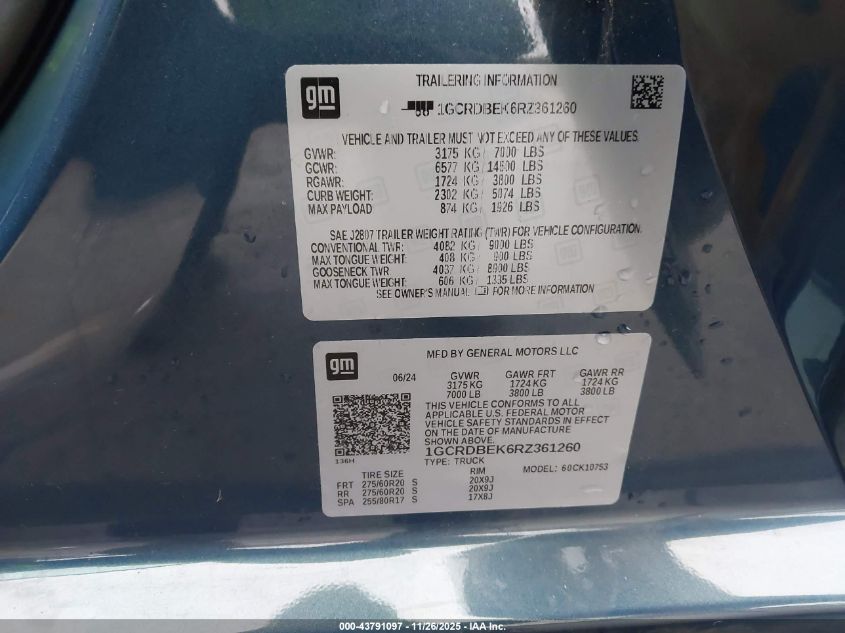 gm
TRAILERING INFORMATION
1GCRDBEK6RZ361260
VEHICLE AND TRAILER MUST NOT EXCEED ANY OF THESE VALUES.
GVWR: 3175 KG / 7000 LBS
GCWR: 6577 KG / 14500 LBS
RGAWR: 1724 KG / 3800 LBS
CURB WEIGHT: 2302 KG / 5074 LBS
MAX PAYLOAD 874 KG / 1926 LBS
SAE J2807 TRAILER WEIGHT RATING (TWR) FOR VEHICLE CONFIGURATION.
CONVENTIONAL TWR: 4082 KG / 9000 LBS
MAX TONGUE WEIGHT: 408 KG / 900 LBS
GOOSENECK TWR 4037 KG / 8900 LBS
MAX TONGUE WEIGHT: 606 KG / 1335 LBS
SEE OWNER'S MANUAL FOR MORE INFORMATION
gm
MFD BY GENERAL MOTORS LLC
06/24 GVWR GAWR FRT GAWR RR
3175 KG 1724 KG 1724 KG
7000 LB 3800 LB 3800 LB
THIS VEHICLE CONFORMS TO ALL
APPLICABLE U.S. FEDERAL MOTOR
VEHICLE SAFETY STANDARDS IN EFFECT
ON THE DATE OF MANUFACTURE
SHOWN ABOVE.
1GCRDBEK6RZ361260
136H TYPE: TRUCK
MODEL: 60CK10753
TIRE SIZE RIM
FRT 275/60R20 S 20X9J
RR 275/60R20 S 20X9J
SPA 255/80R17 S 17X8J
000-43791097 - 11/26/2025 - IAA Inc.